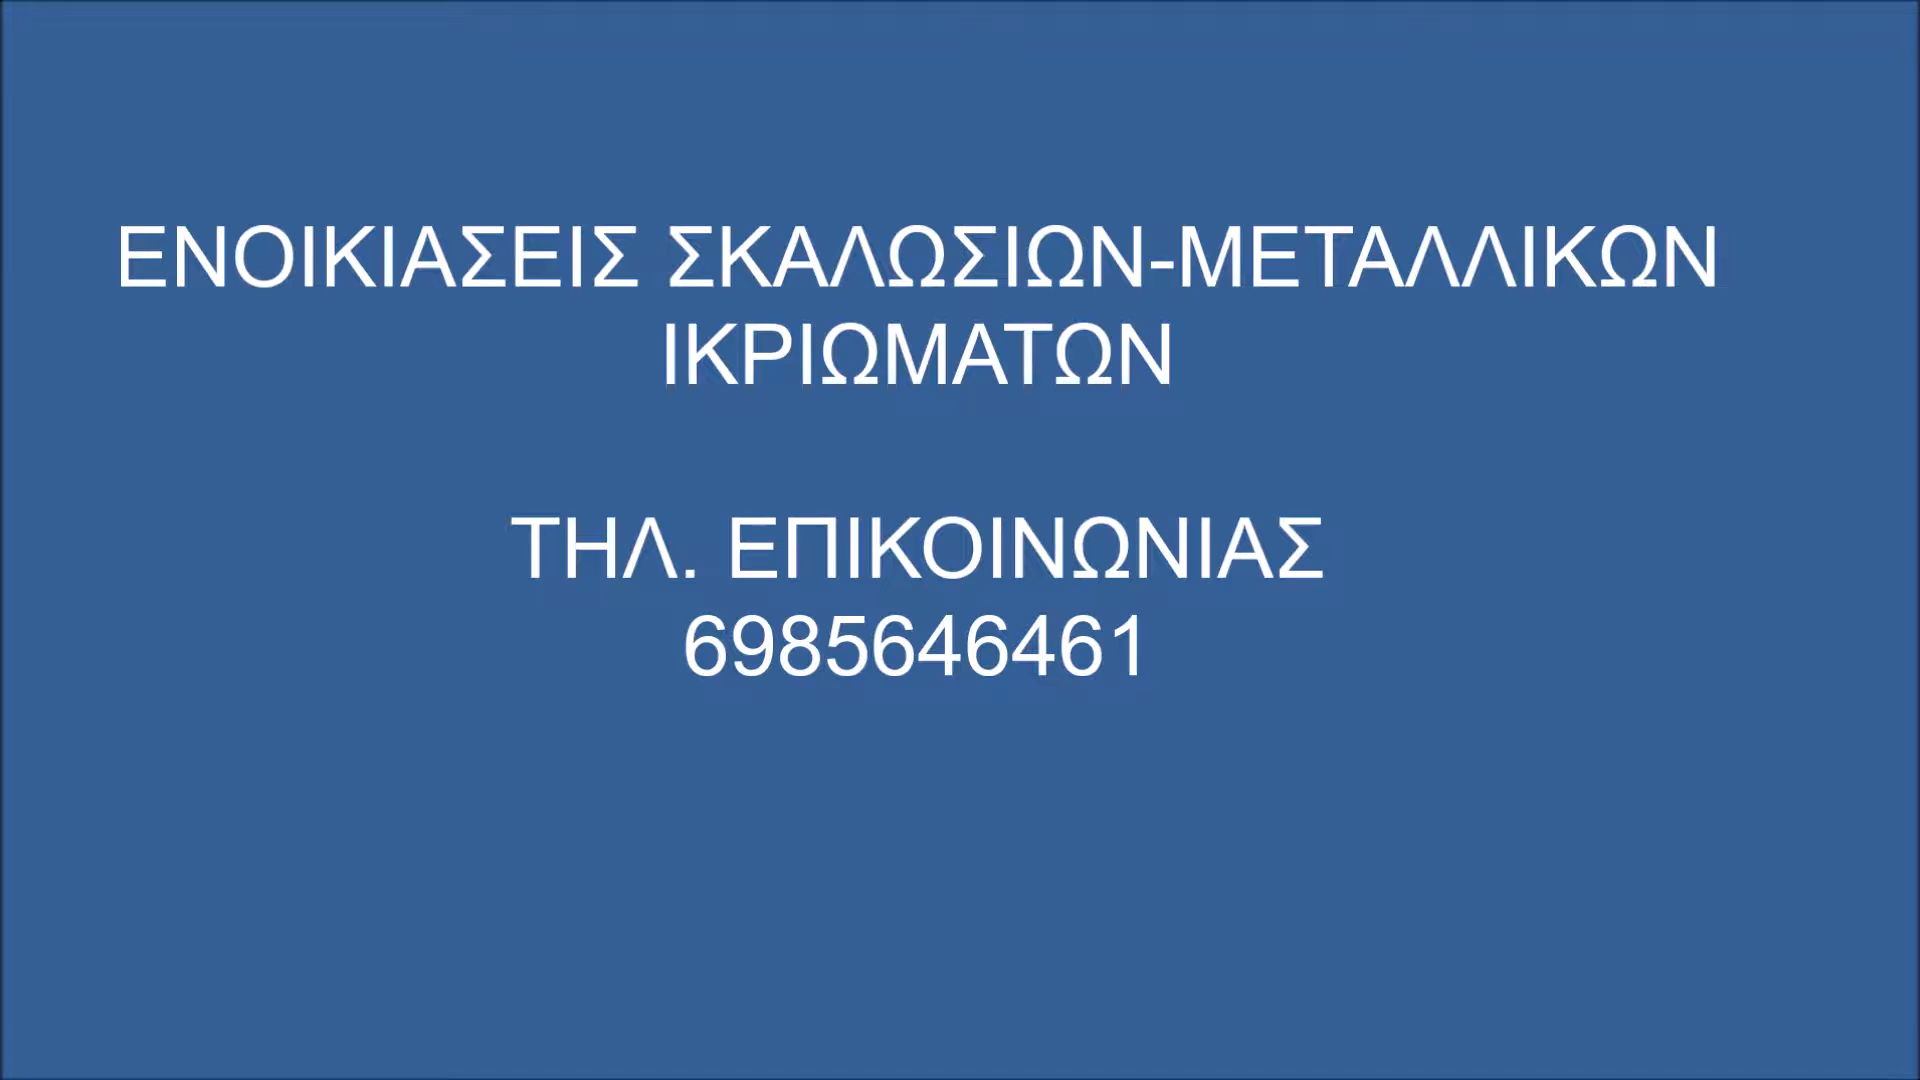 ΕΝΟΙΚΙΑΣΕΙΣ ΣΚΑΛΩΣΙΩΝ-ΜΕΤΑΛΛΙΚΩΝ
ΙΚΡΙΩΜΑΤΩΝ
ΤΗΛ. ΕΠΙΚΟΙΝΩΝΙΑΣ
6985646461